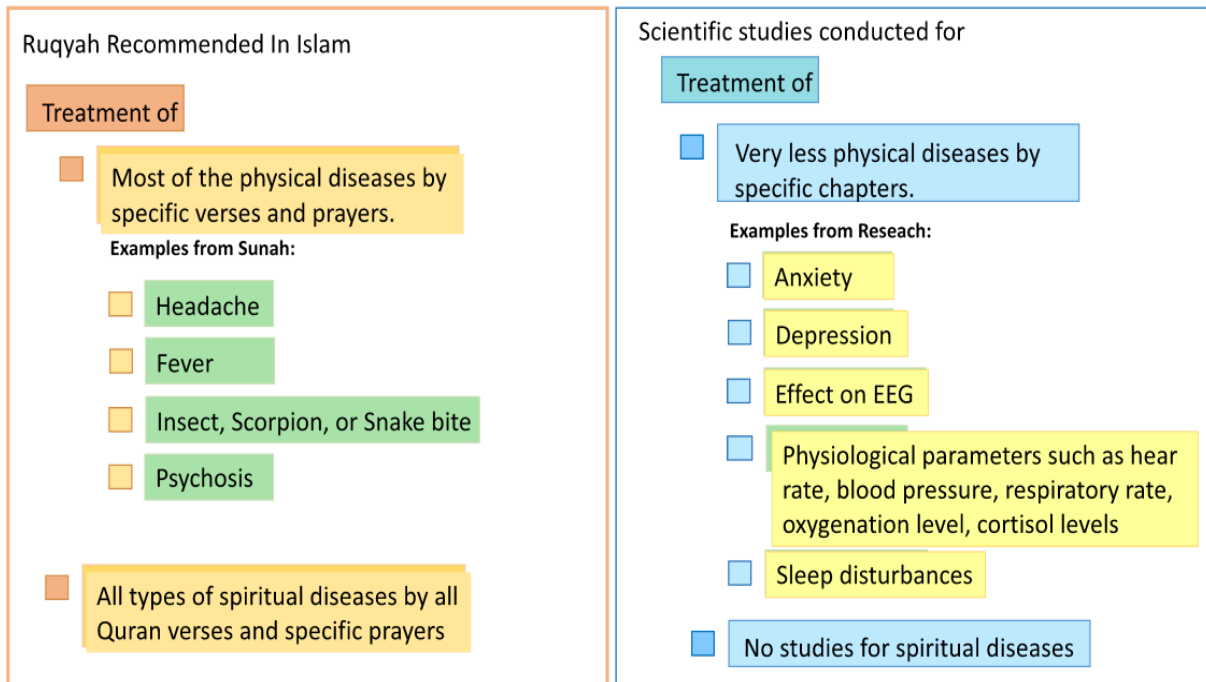 Ruqyah Recommended In Islam
Treatment of
Most of the physical diseases by
specific verses and prayers.
Examples from Sunah:
Headache
Fever
Insect, Scorpion, or Snake bite
Psychosis
All types of spiritual diseases by all
Quran verses and specific prayers
Scientific studies conducted for
Treatment of
Very less physical diseases by
specific chapters.
Examples from Reseach:
Anxiety
Depression
Effect on EEG
Physiological parameters such as hear
rate, blood pressure, respiratory rate,
oxygenation level, cortisol levels
Sleep disturbances
No studies for spiritual diseases